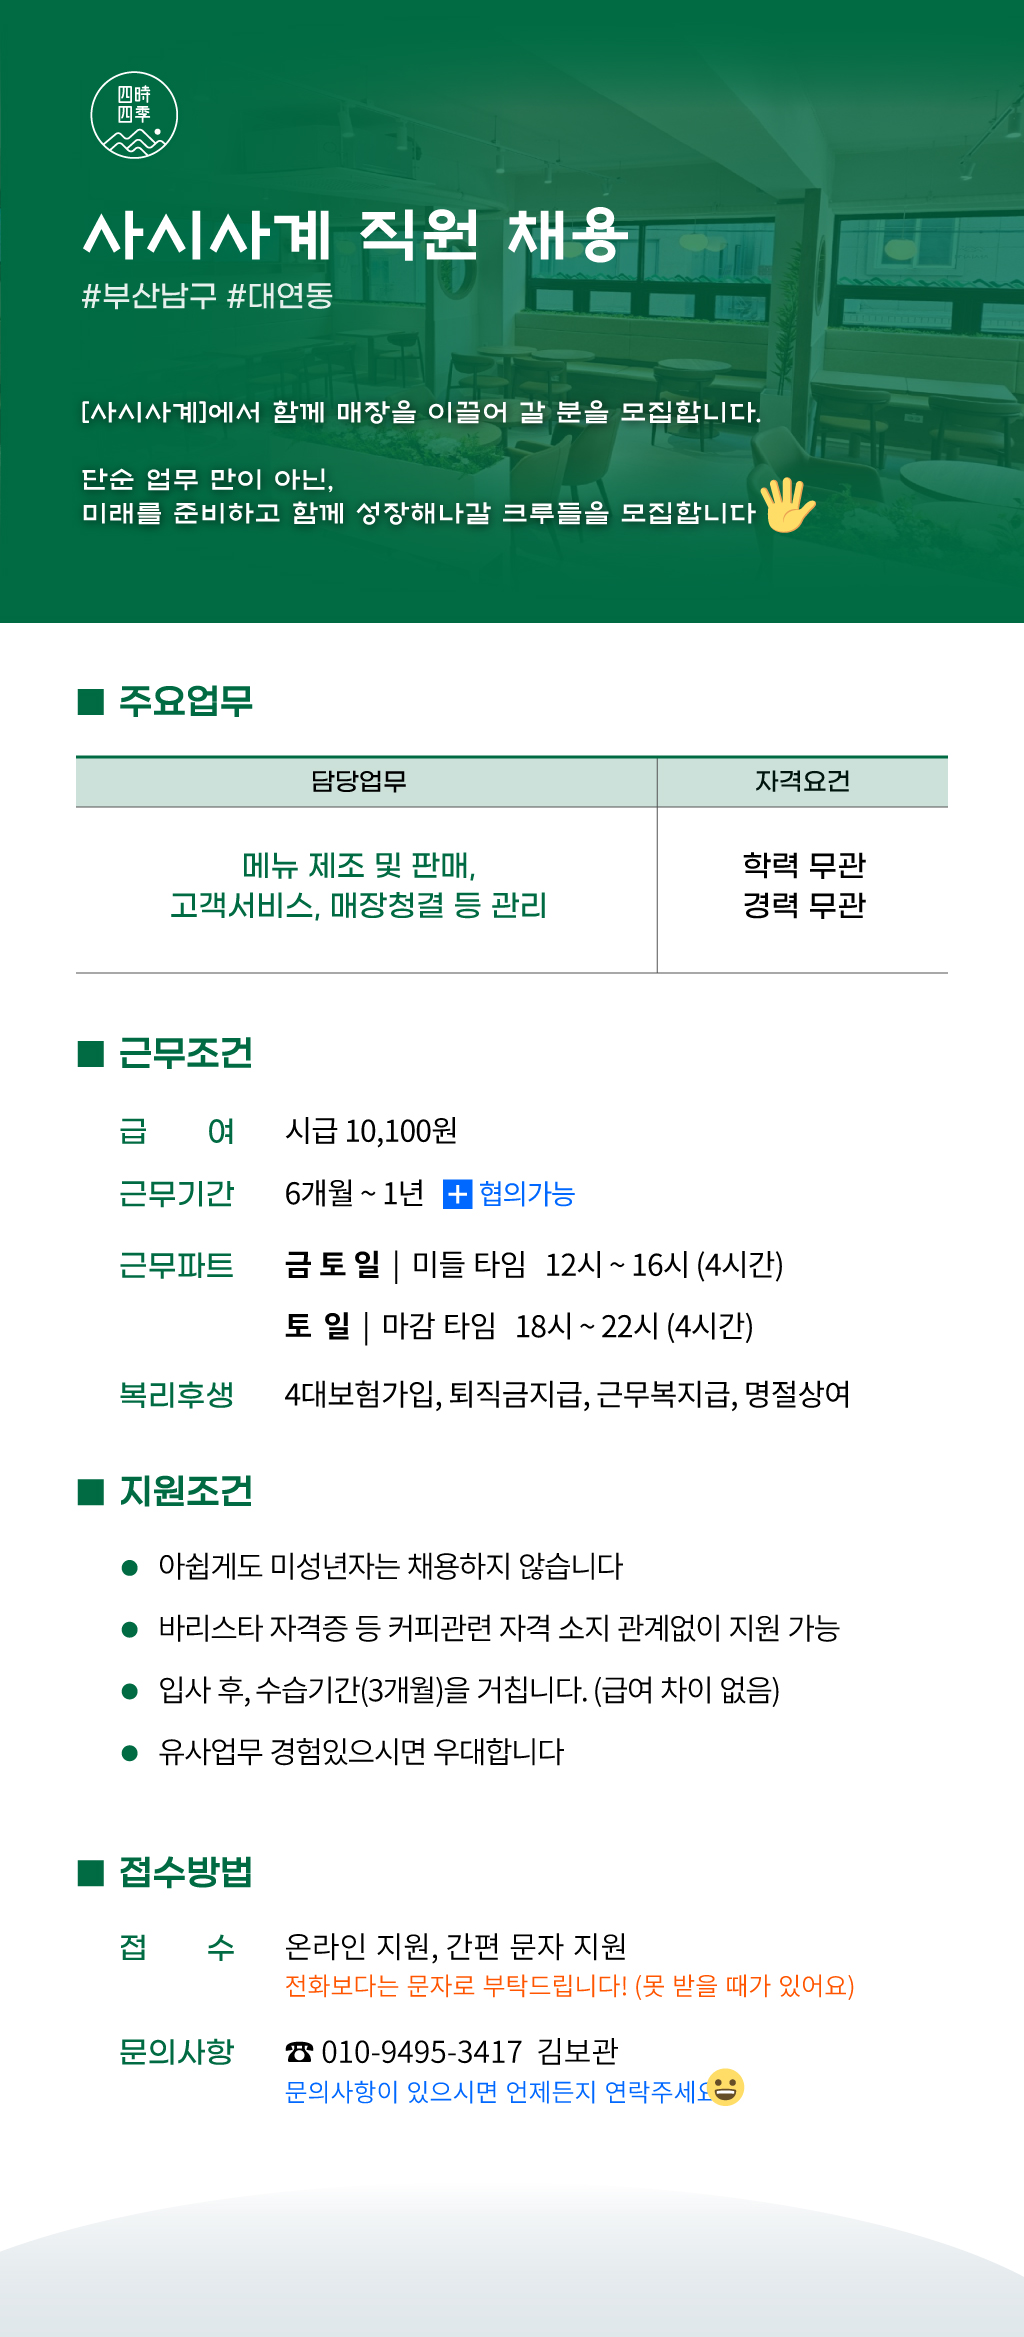 四時
四季
사시사계 직원 채용
#부산남구 #대연동
[사시사계]에서 함께 매장을 이끌어 갈 분을 모집합니다.
단순 업무 만이 아닌,
미래를 준비하고 함께 성장해나갈 크루들을 모집합니다
■ 주요업무
담당업무 자격요건
메뉴 제조 및 판매, 학력 무관
고객서비스, 매장청결 등 관리 경력 무관
■ 근무조건
급 여 시급 10,100원
근무기간 6개월 ~ 1년 + 협의가능
근무파트 금 토 일 | 미들 타임 12시 ~ 16시 (4시간)
토 일 | 마감 타임 18시 ~ 22시 (4시간)
복리후생 4대보험가입, 퇴직금지급, 근무복지급, 명절상여
■ 지원조건
● 아쉽게도 미성년자는 채용하지 않습니다
● 바리스타 자격증 등 커피관련 자격 소지 관계없이 지원 가능
● 입사 후, 수습기간(3개월)을 거칩니다. (급여 차이 없음)
● 유사업무 경험있으시면 우대합니다
■ 접수방법
접 수 온라인 지원, 간편 문자 지원
전화보다는 문자로 부탁드립니다! (못 받을 때가 있어요)
문의사항 ☎ 010-9495-3417 김보관
문의사항이 있으시면 언제든지 연락주세요